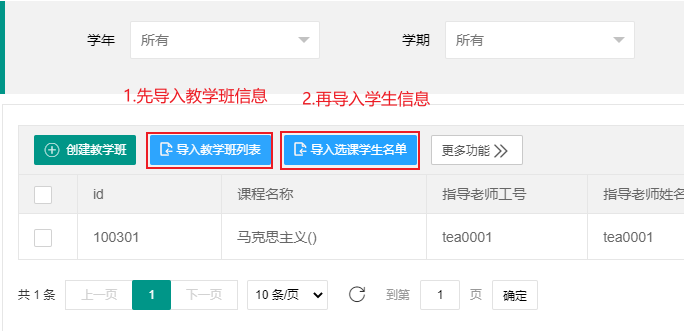 学年 所有 学期 所有
1.先导入教学班信息 2.再导入学生信息
创建教学班 导入教学班列表 导入选课学生名单 更多功能
id 课程名称 指导老师工号 指导老师姓名
100301 马克思主义() tea0001 tea0001
共 1 条 上一页 1 下一页 10 条/页 到第 1 页 确定